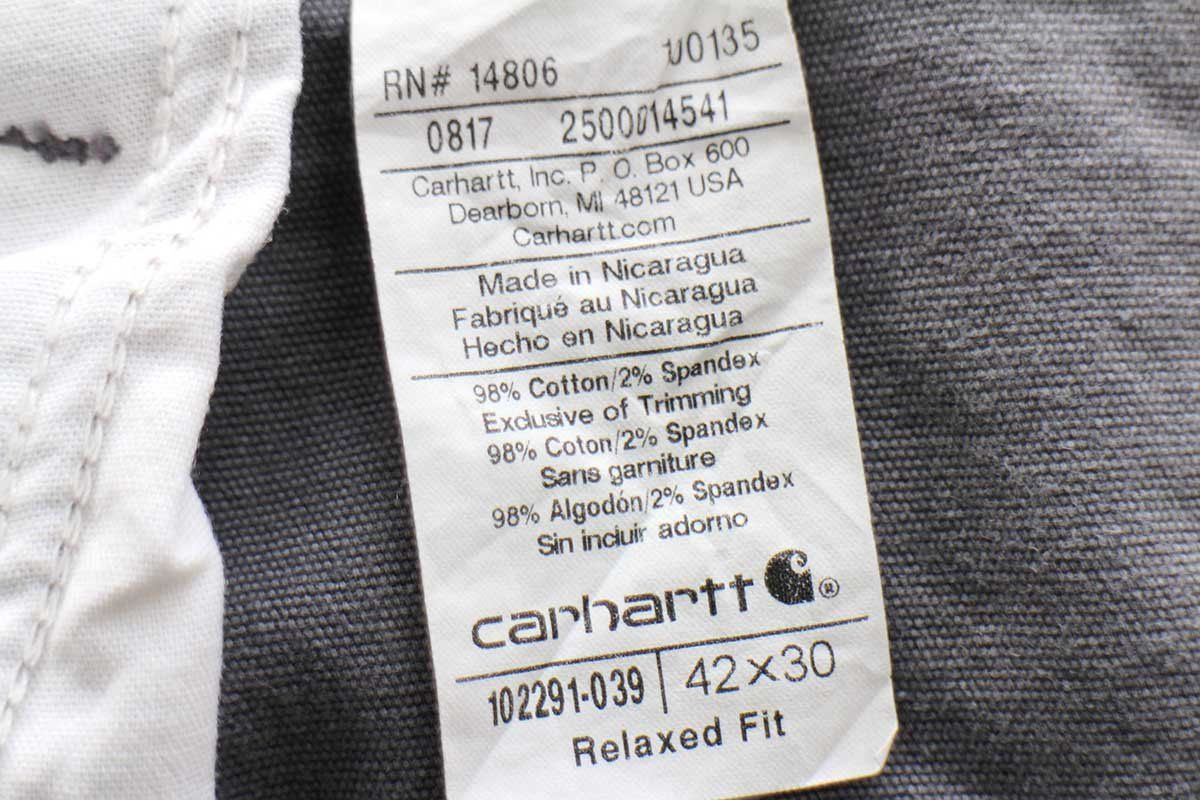 RN# 14806 U0135
0817 2500014541
Carhartt, Inc. P. O. Box 600
Dearborn, MI 48121 USA
Carhartt.com
Made in Nicaragua
Fabriqué au Nicaragua
Hecho en Nicaragua
98% Cotton/2% Spandex
Exclusive of Trimming
98% Coton/2% Spandex
Sans garniture
98% Algodón/2% Spandex
Sin incluir adorno
carhartt ®
102291-039 | 42x30
Relaxed Fit